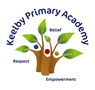 Keelby Primary Academy
Belief
Respect
Empowerment